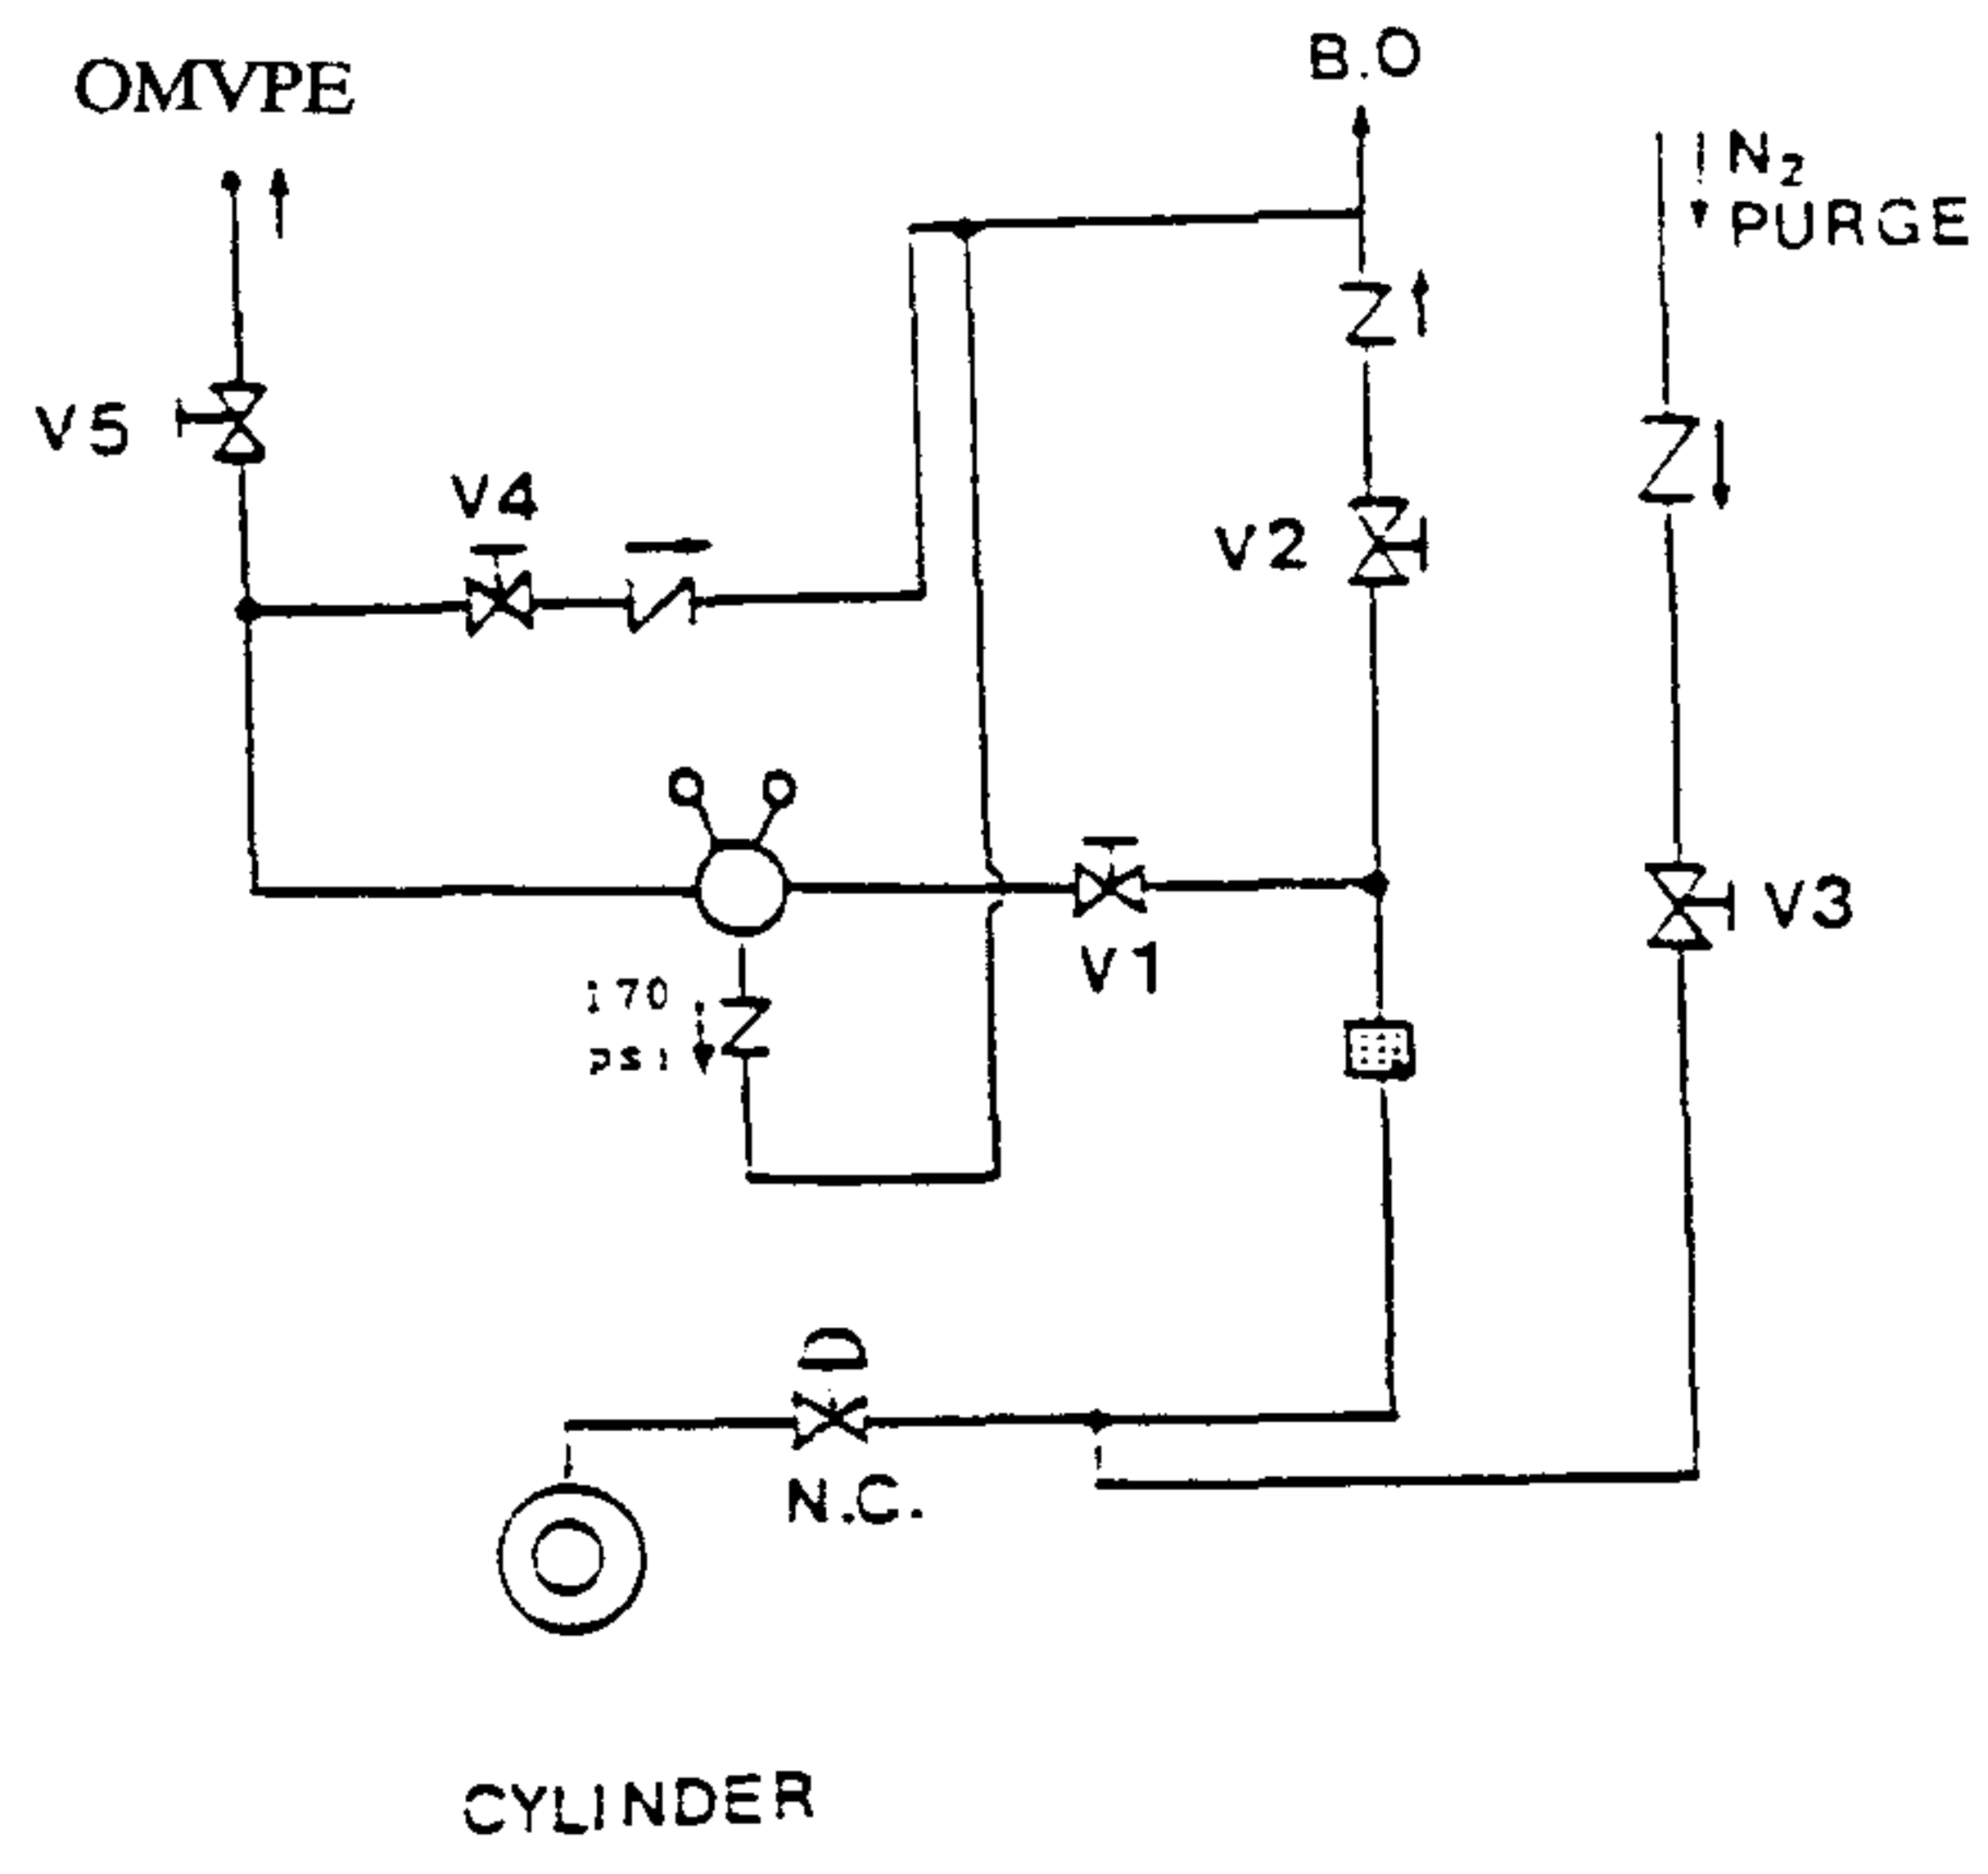 OMVPE
B.O
N₂
PURGE
V5
V4
V2
V3
V1
170
psi
N.C.
CYLINDER